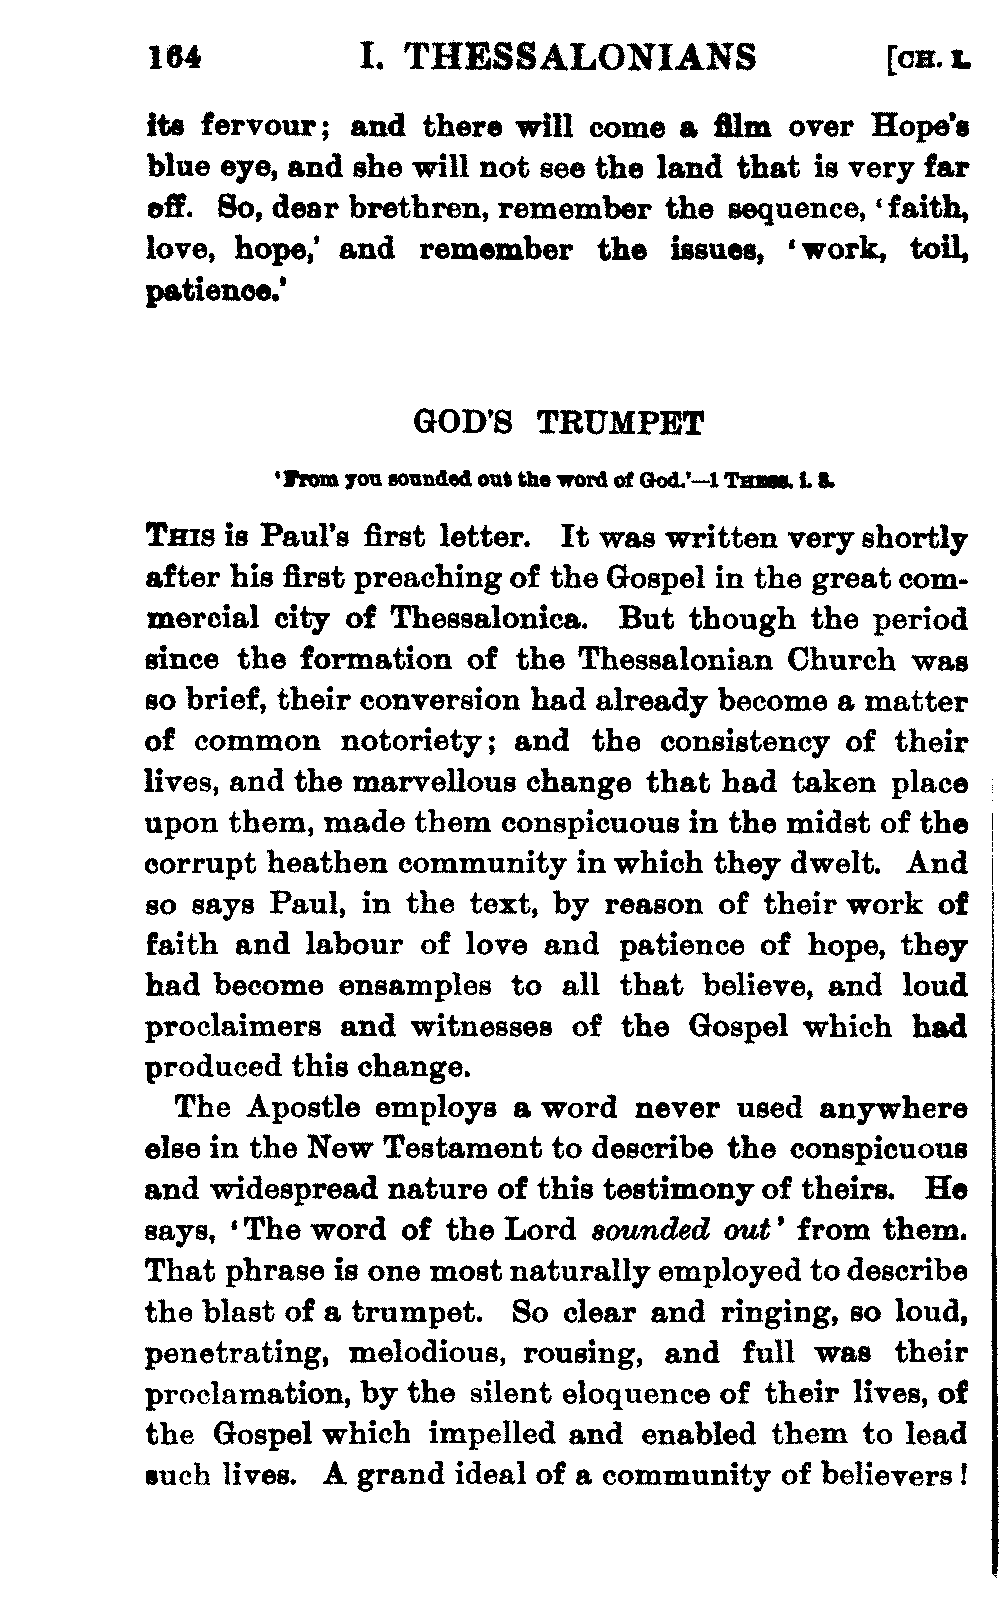 164 I. THESSALONIANS [CH. I.
its fervour; and there will come a film over Hope's
blue eye, and she will not see the land that is very far
off. So, dear brethren, remember the sequence, 'faith,
love, hope,' and remember the issues, 'work, toil,
patience.'
GOD'S TRUMPET
'From you sounded out the word of God.'—1 THESS. i. 8.
THIS is Paul's first letter. It was written very shortly
after his first preaching of the Gospel in the great com-
mercial city of Thessalonica. But though the period
since the formation of the Thessalonian Church was
so brief, their conversion had already become a matter
of common notoriety; and the consistency of their
lives, and the marvellous change that had taken place
upon them, made them conspicuous in the midst of the
corrupt heathen community in which they dwelt. And
so says Paul, in the text, by reason of their work of
faith and labour of love and patience of hope, they
had become ensamples to all that believe, and loud
proclaimers and witnesses of the Gospel which had
produced this change.
The Apostle employs a word never used anywhere
else in the New Testament to describe the conspicuous
and widespread nature of this testimony of theirs. He
says, 'The word of the Lord sounded out' from them.
That phrase is one most naturally employed to describe
the blast of a trumpet. So clear and ringing, so loud,
penetrating, melodious, rousing, and full was their
proclamation, by the silent eloquence of their lives, of
the Gospel which impelled and enabled them to lead
such lives. A grand ideal of a community of believers!